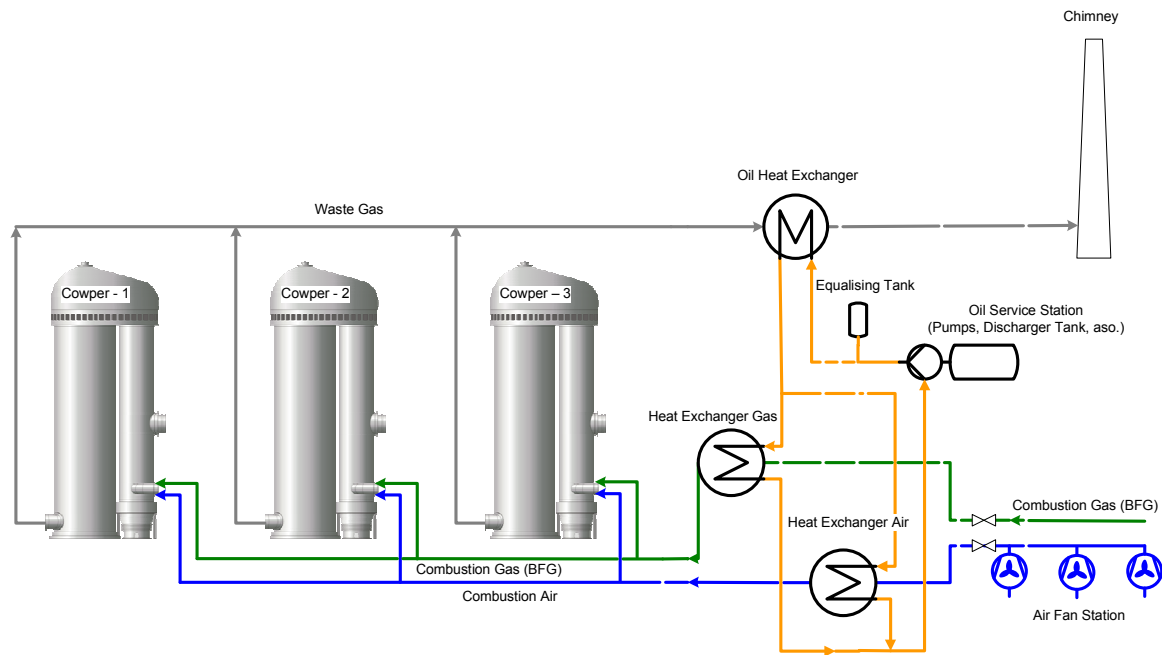 Chimney
Oil Heat Exchanger
Waste Gas
Equalising Tank
Cowper - 1
Cowper - 2
Cowper – 3
Oil Service Station
(Pumps, Discharger Tank, aso.)
Heat Exchanger Gas
Combustion Gas (BFG)
Heat Exchanger Air
Combustion Gas (BFG)
Combustion Air
Air Fan Station